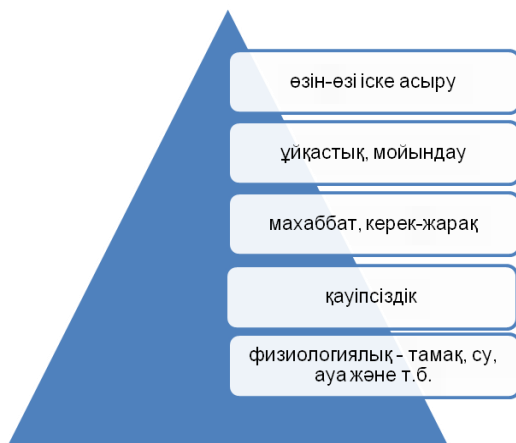 өзін-өзі іске асыру
ұйқастық, мойындау
махаббат, керек-жарақ
қауіпсіздік
физиологиялық - тамақ, су,
ауа және т.б.